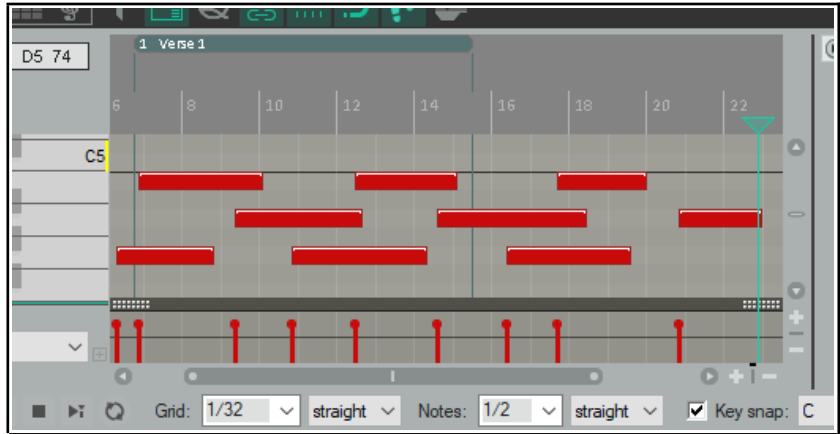 1 Verse 1
D5 74
6 8 10 12 14 16 18 20 22
C5
Grid: 1/32 straight Notes: 1/2 straight Key snap: C